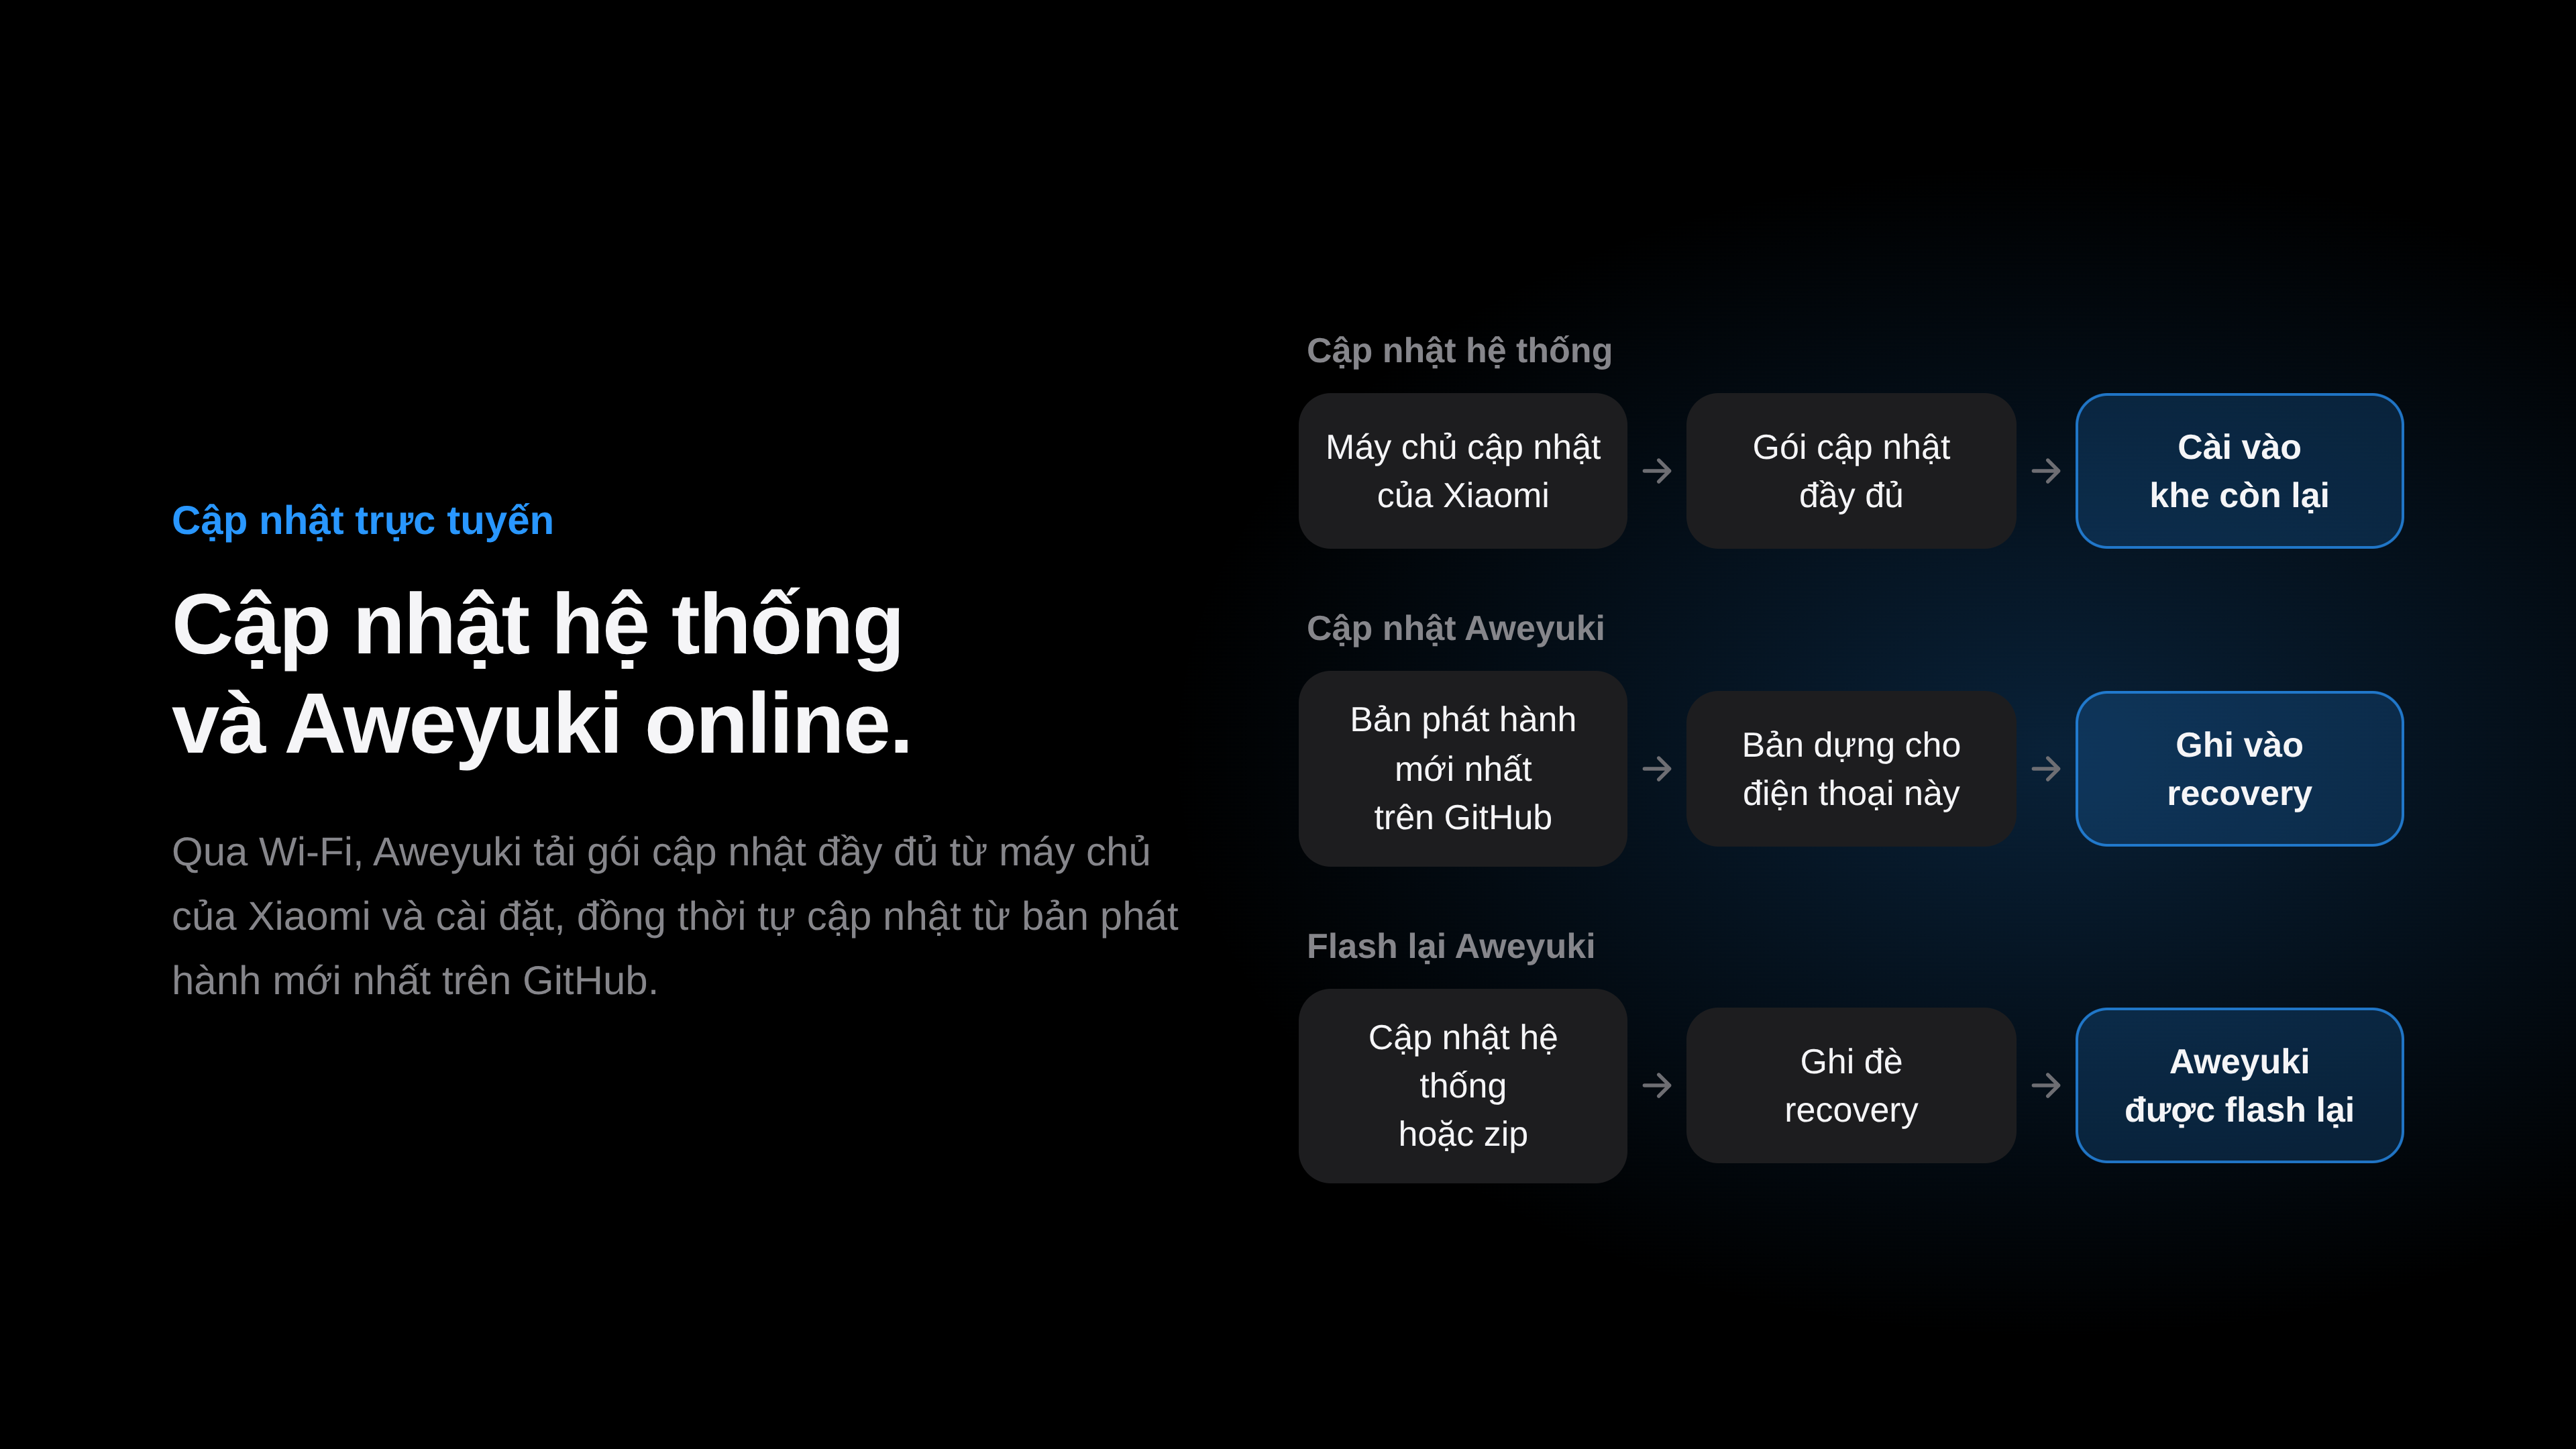 Cập nhật trực tuyến
Cập nhật hệ thống
và Aweyuki online.
Qua Wi-Fi, Aweyuki tải gói cập nhật đầy đủ từ máy chủ
của Xiaomi và cài đặt, đồng thời tự cập nhật từ bản phát
hành mới nhất trên GitHub.
Cập nhật hệ thống
Máy chủ cập nhật
của Xiaomi
Gói cập nhật
đầy đủ
Cài vào
khe còn lại
Cập nhật Aweyuki
Bản phát hành
mới nhất
trên GitHub
Bản dựng cho
điện thoại này
Ghi vào
recovery
Flash lại Aweyuki
Cập nhật hệ
thống
hoặc zip
Ghi đè
recovery
Aweyuki
được flash lại